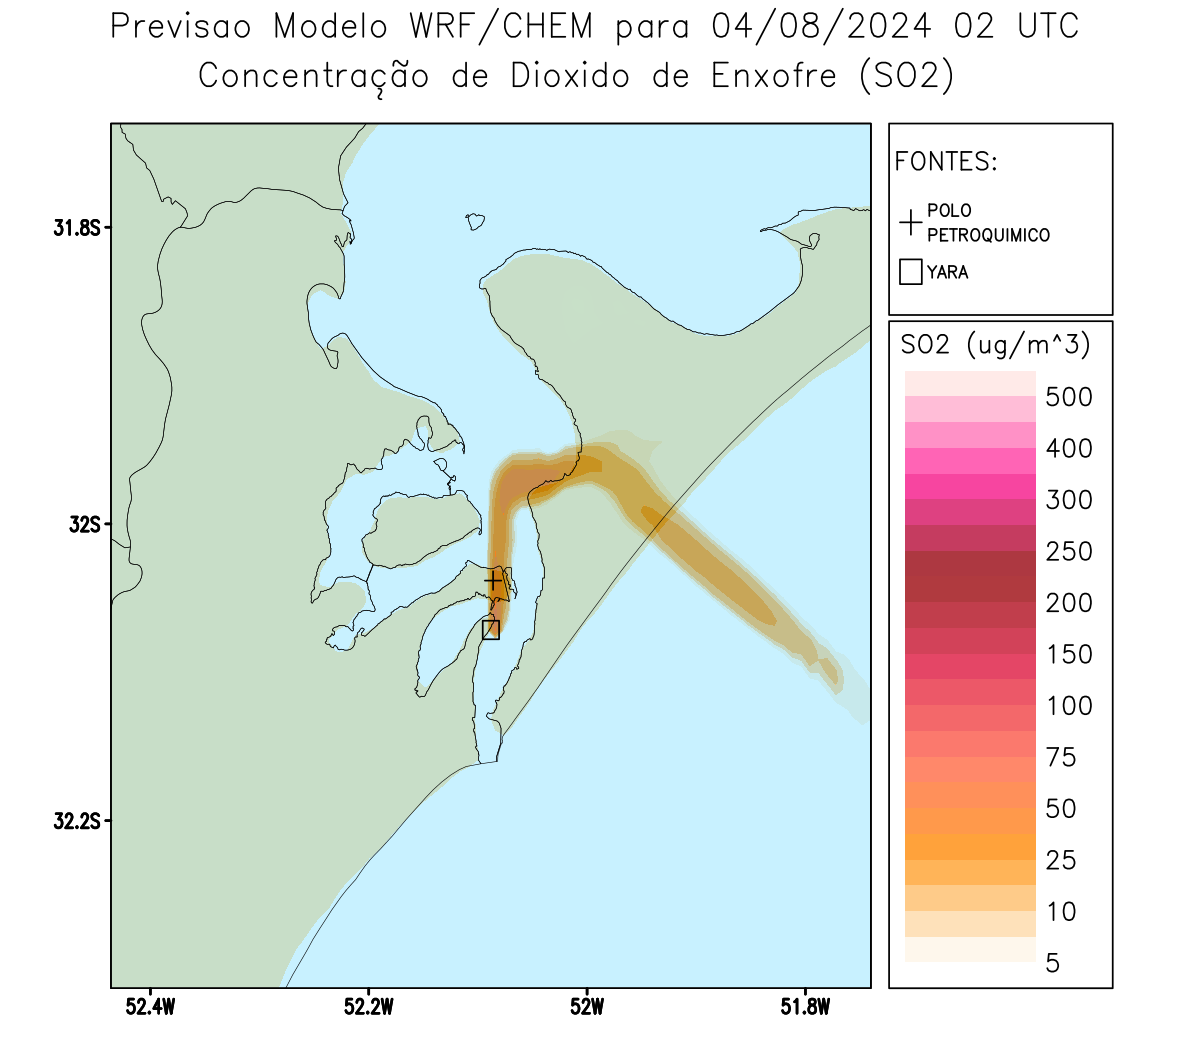 Previsao Modelo WRF/CHEM para 04/08/2024 02 UTC
Concentração de Dioxido de Enxofre (SO2)
FONTES:
POLO
PETROQUIMICO
YARA
31.8S
32S
32.2S
52.4W
52.2W
52W
51.8W
SO2 (ug/m^3)
500
400
300
250
200
150
100
75
50
25
10
5